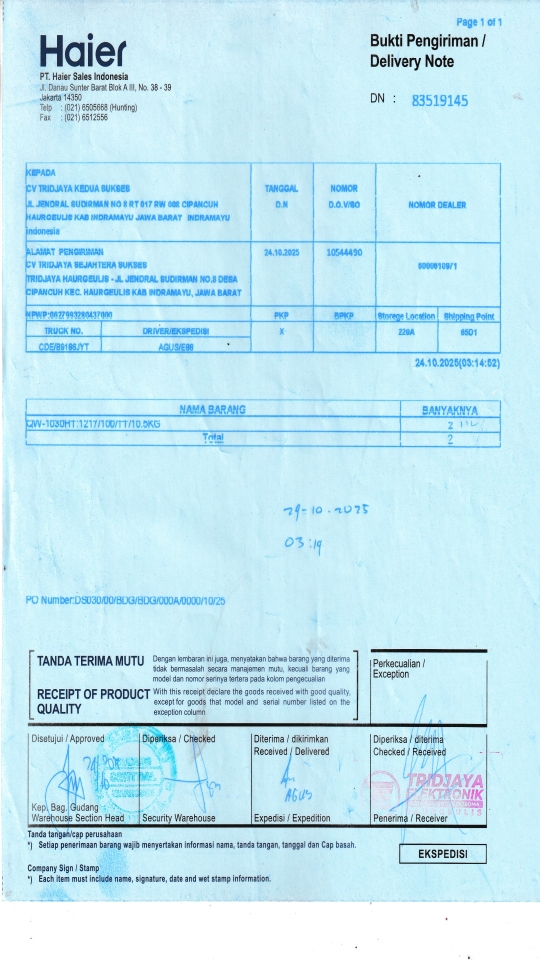 Page 1 of 1
Haier
Bukti Pengiriman /
Delivery Note
PT. Haier Sales Indonesia
Jl. Danau Sunter Barat Blok A III, No. 38 - 39
Jakarta 14350
Telp : (021) 6505668 (Hunting)
Fax : (021) 6512556
DN : 83519145
KEPADA
CV TRIDJAYA KEDUA SUKSES
JL JENDRAL SUDIRMAN NO 8 RT 017 RW 008 CIPANCUH
HAURGEULIS KAB INDRAMAYU JAWA BARAT INDRAMAYU
Indonesia
TANGGAL
D.N
NOMOR
D.O.V/SO
NOMOR DEALER
ALAMAT PENGIRIMAN
CV TRIDJAYA SEJAHTERA SUKSES
TRIDJAYA HAURGEULIS - JL JENDRAL SUDIRMAN NO.8 DESA
CIPANCUH KEC. HAURGEULIS KAB INDRAMAYU, JAWA BARAT
24.10.2025
10544490
PKP
BPKP
Storage Location
Shipping Point
TRUCK NO.
DRIVER/EKSPEDISI
X
220A
65D1
24.10.2025(03:14:52)
NAMA BARANG
BANYAKNYA
QW-1030HT:1217/100/TT/10.5KG
2
Total
2
29-10-2025
03:19
PO Number:DS030/00/BDG/BDG/000A/0000/10/25
TANDA TERIMA MUTU
Dengan lembaran ini juga, menyatakan bahwa barang yang diterima
tidak bermasalah secara manajemen mutu, kecuali barang yang
model dan nomor serinya tertera pada kolom pengecualian
RECEIPT OF PRODUCT
QUALITY
With this receipt declare the goods received with good quality,
except for goods that model and serial number listed on the
exception column
Perkecualian /
Exception
Disetujui / Approved
Diperiksa / Checked
Diterima / dikirimkan
Received / Delivered
Diperiksa / diterima
Checked / Received
AGUS
TRIDJAYA
ELEKTRONIK
Kep. Bag. Gudang
Warehouse Section Head
Security Warehouse
Expedisi / Expedition
Penerima / Receiver
Tanda tangan/cap perusahaan
*) Setiap penerimaan barang wajib menyertakan informasi nama, tanda tangan, tanggal dan Cap basah.
EKSPEDISI
Company Sign / Stamp
*) Each item must include name, signature, date and wet stamp information.